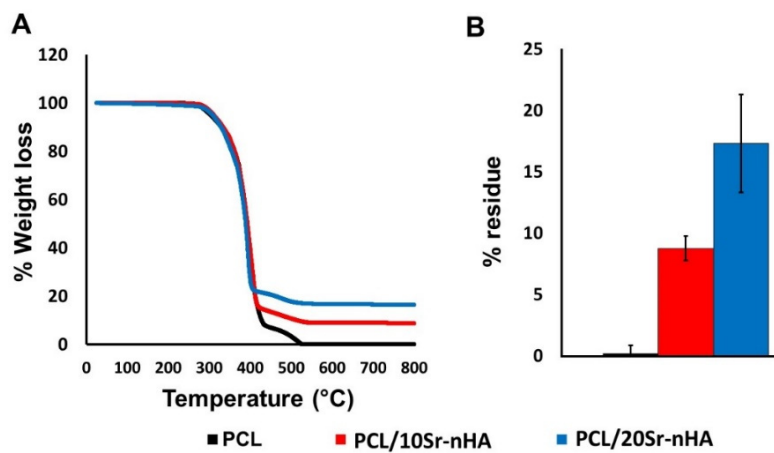 A
120
100
80
60
40
20
0
% Weight loss
0 100 200 300 400 500 600 700 800
Temperature (°C)
B
25
20
15
10
5
0
% residue
PCL PCL/10Sr-nHA PCL/20Sr-nHA